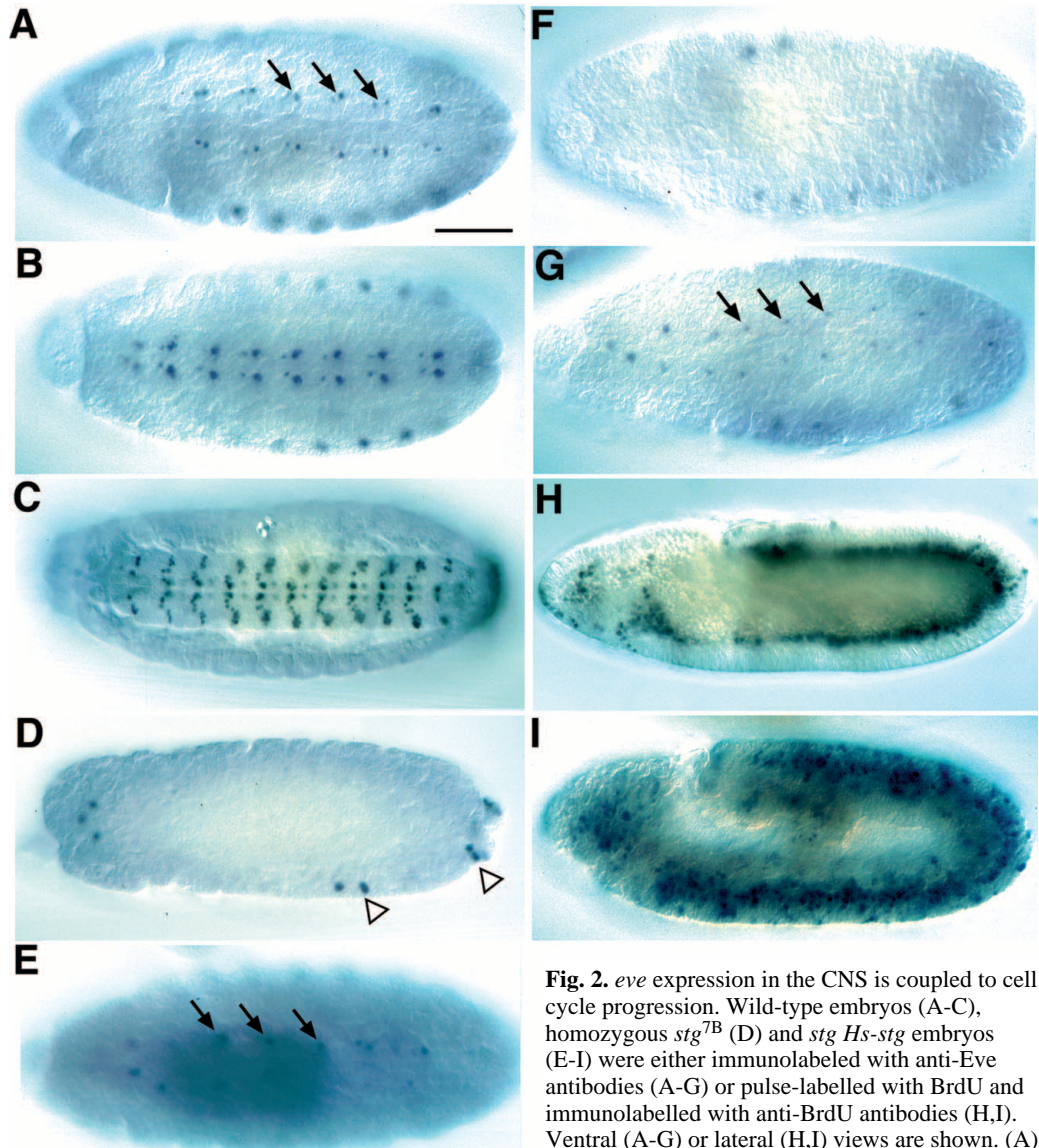 A
B
C
D
E
F
G
H
I
Fig. 2. eve expression in the CNS is coupled to cell
cycle progression. Wild-type embryos (A-C),
homozygous stg7B (D) and stg Hs-stg embryos
(E-I) were either immunolabeled with anti-Eve
antibodies (A-G) or pulse-labelled with BrdU and
immunolabelled with anti-BrdU antibodies (H,I).
Ventral (A-G) or lateral (H,I) views are shown. (A)